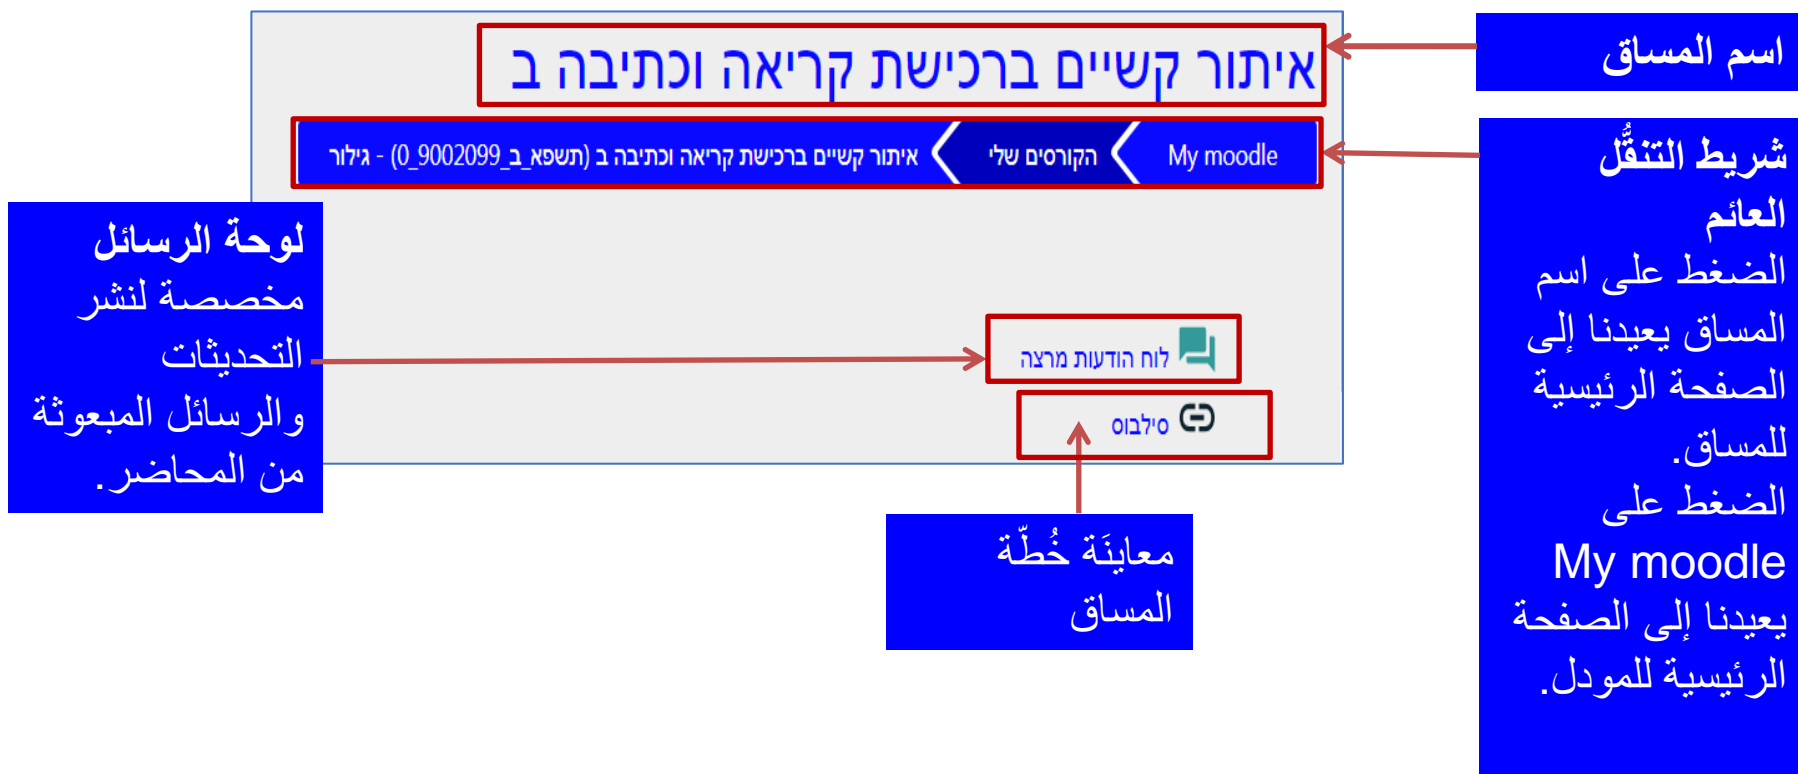 איתור קשיים ברכישת קריאה וכתיבה ב
اسم المساق
My moodle
הקורסים שלי
איתור קשיים ברכישת קריאה וכתיבה ב (תשפא_ב_9002099_0) - גילור
شريط التنقُّل
العائم
الضغط على اسم
المساق يعيدنا إلى
الصفحة الرئيسية
للمساق.
الضغط على
My moodle
يعيدنا إلى الصفحة
الرئيسية للمودل.
لوحة الرسائل
مخصصة لنشر
التحديثات
والرسائل المبعوثة
من المحاضر.
לוח הודעות מרצה
סילבוס
معاينَة خُطّة
المساق